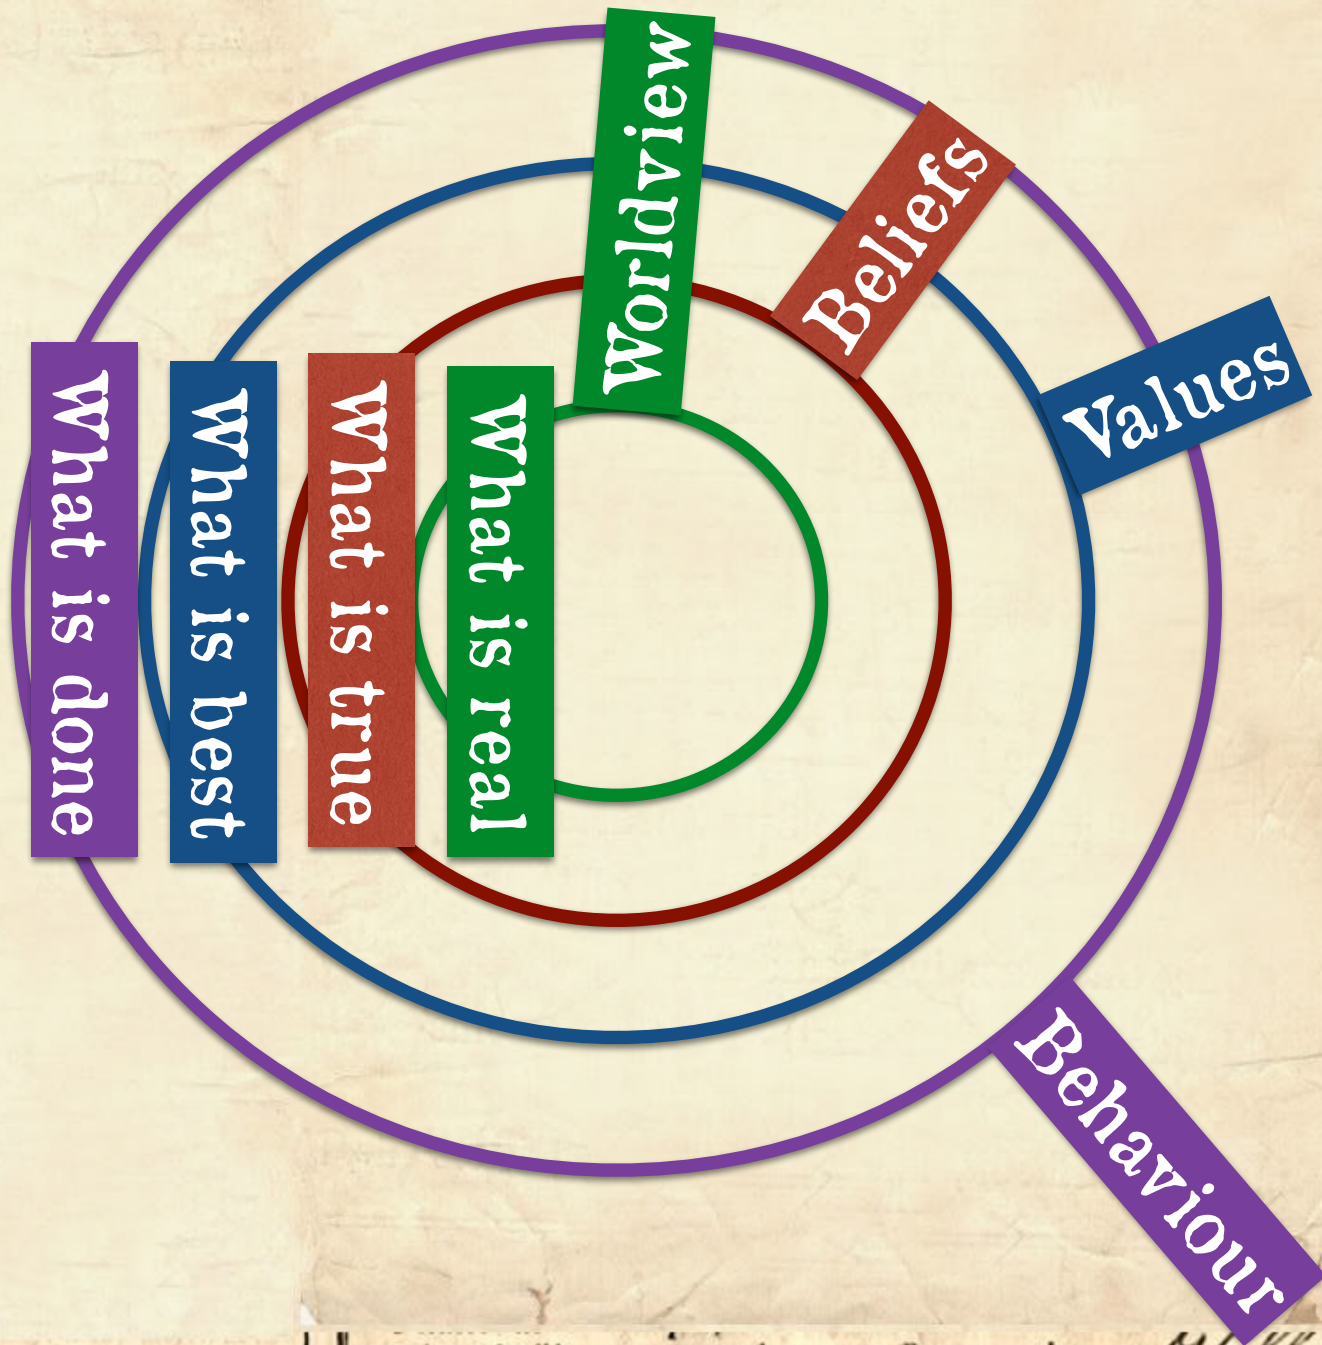 Worldview
Beliefs
Values
What is done
What is best
What is true
What is real
Behaviour